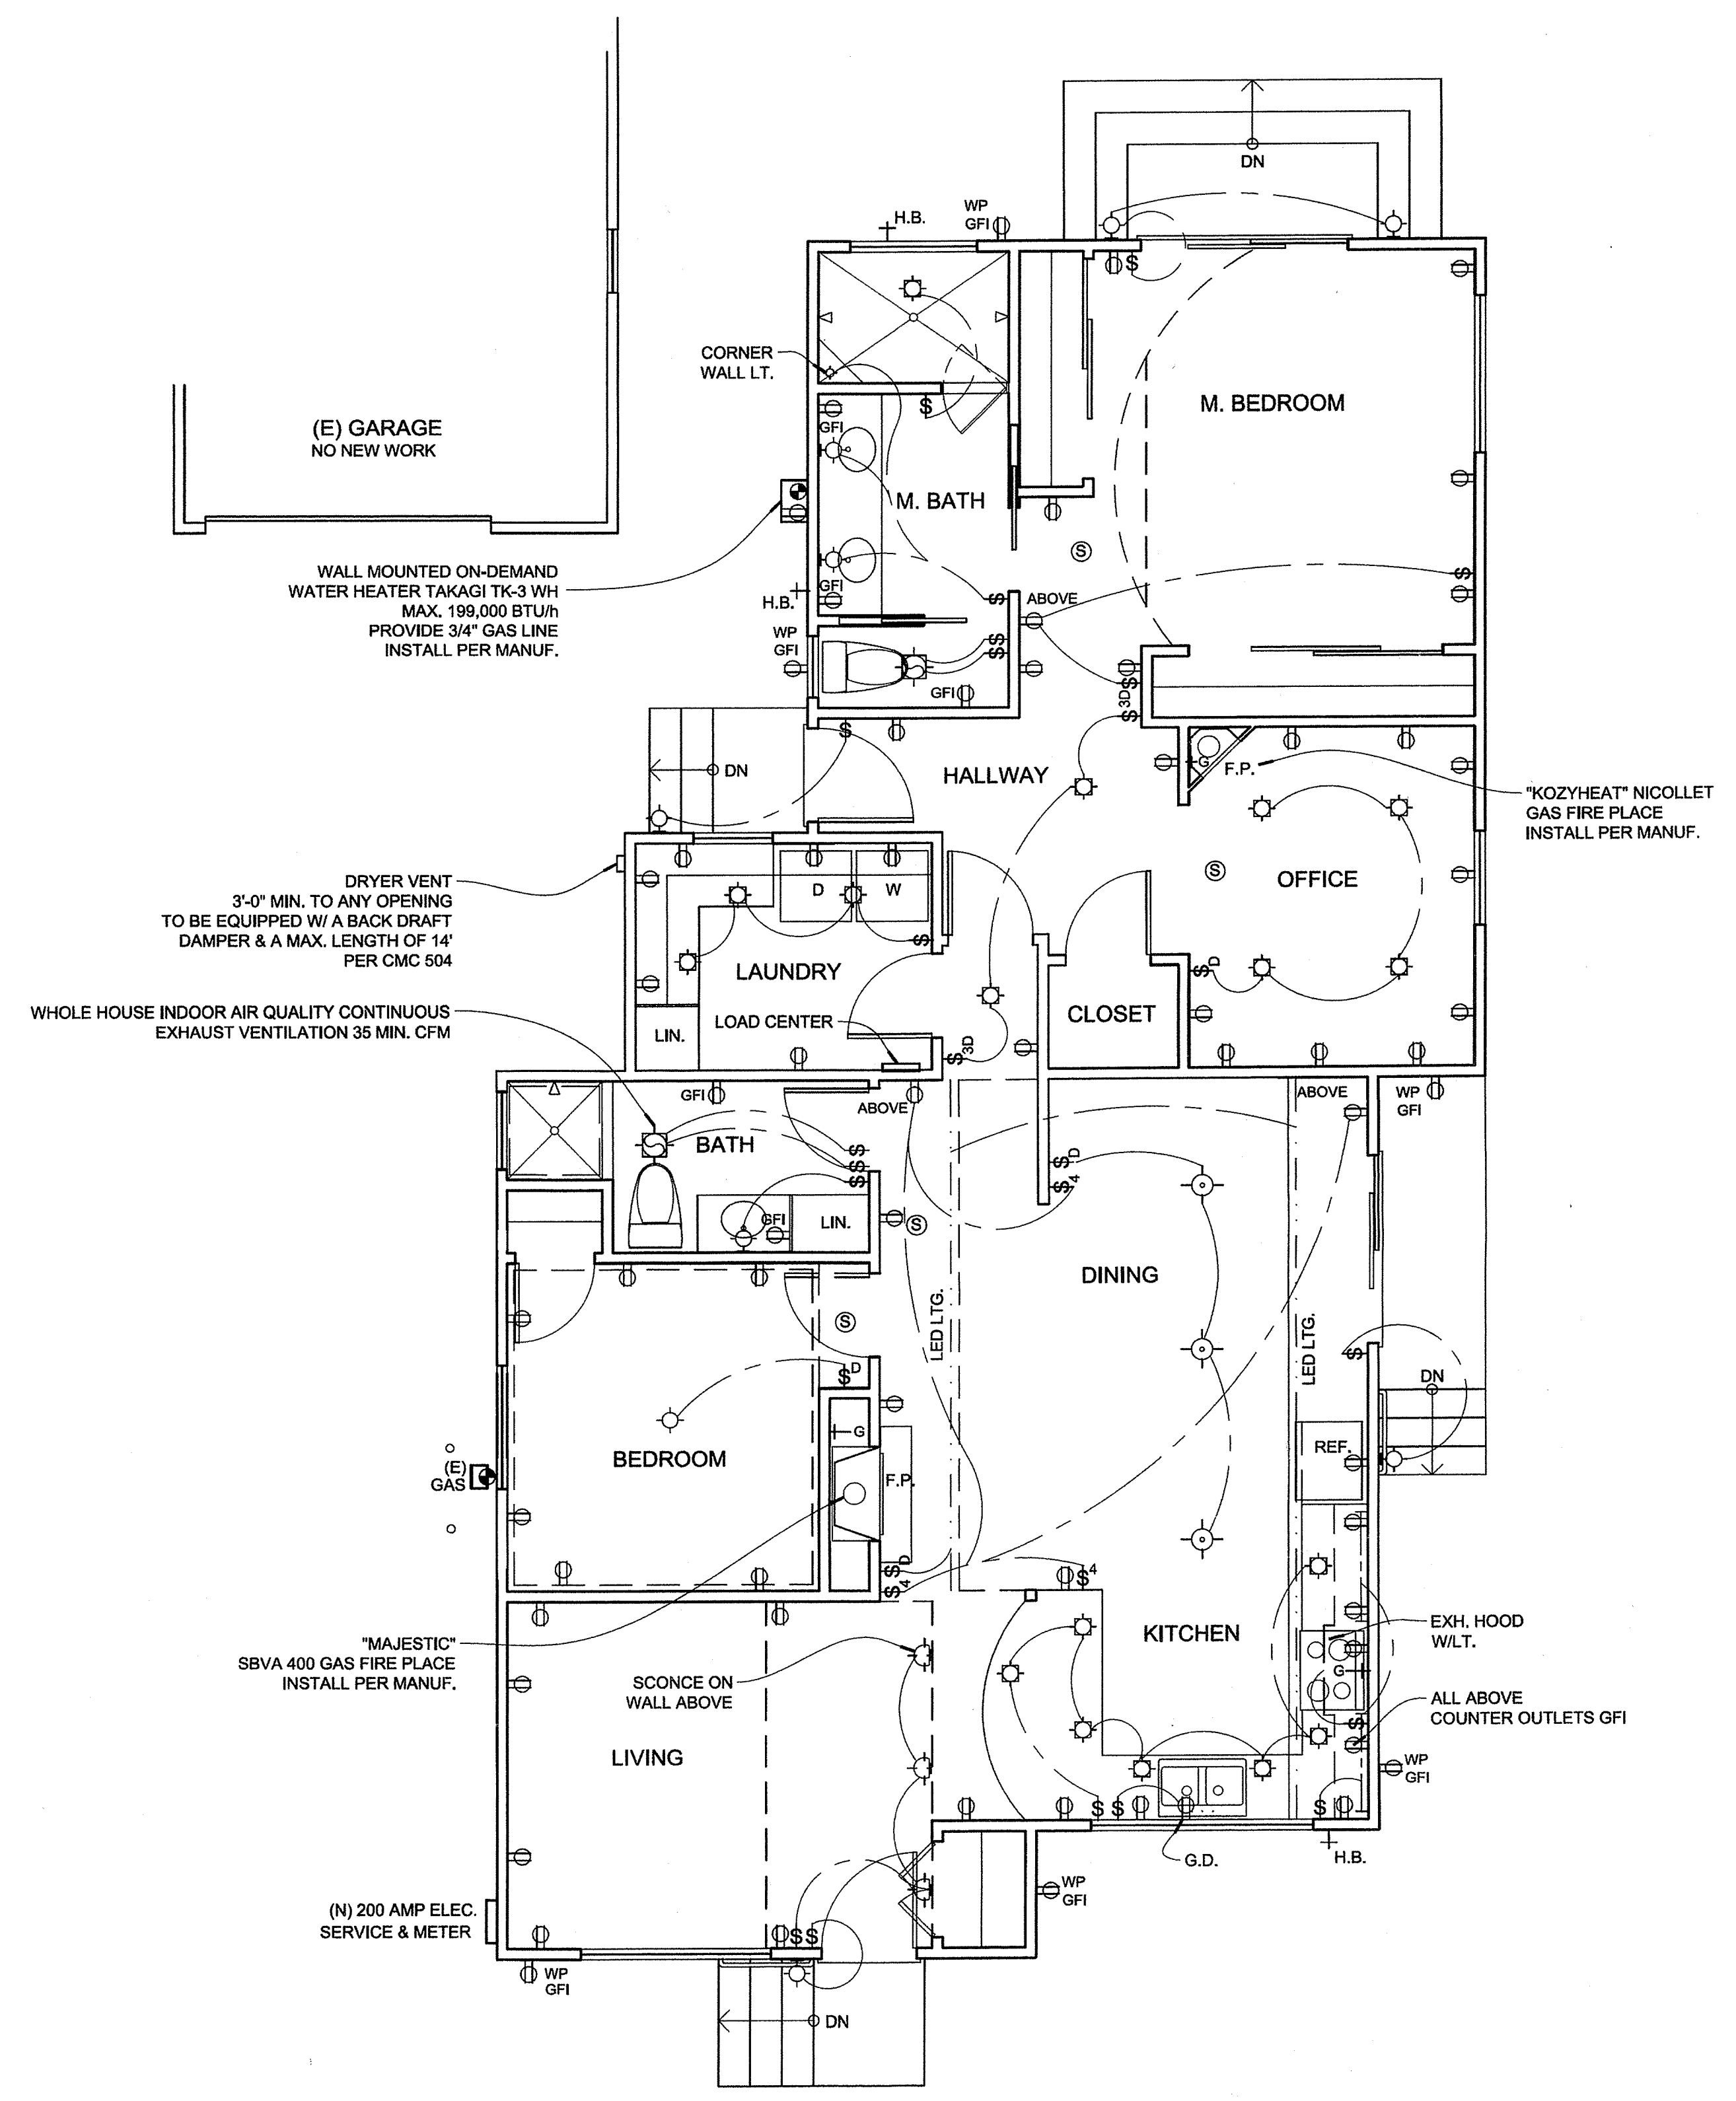 DN
H.B.
WP
GFI
$
CORNER
WALL LT.
$
GFI
M. BEDROOM
(E) GARAGE
NO NEW WORK
M. BATH
S
WALL MOUNTED ON-DEMAND
WATER HEATER TAKAGI TK-3 WH
MAX. 199,000 BTU/h
PROVIDE 3/4" GAS LINE
INSTALL PER MANUF.
GFI
H.B.
$
ABOVE
$
WP
GFI
$
$
GFI
$
$3D
$
DN
HALLWAY
G
F.P.
"KOZYHEAT" NICOLLET
GAS FIRE PLACE
INSTALL PER MANUF.
DRYER VENT
3'-0" MIN. TO ANY OPENING
TO BE EQUIPPED W/ A BACK DRAFT
DAMPER & A MAX. LENGTH OF 14'
PER CMC 504
D
W
S
OFFICE
$
LAUNDRY
$D
WHOLE HOUSE INDOOR AIR QUALITY CONTINUOUS
EXHAUST VENTILATION 35 MIN. CFM
LIN.
LOAD CENTER
CLOSET
$3D
GFI
ABOVE
ABOVE
WP
GFI
BATH
$
$
$
$D
$4
GFI
LIN.
S
DINING
S
LED LTG.
LED LTG.
$
$D
DN
G
REF.
BEDROOM
(E)
GAS
F.P.
$D
$4
$4
"MAJESTIC"
SBVA 400 GAS FIRE PLACE
INSTALL PER MANUF.
SCONCE ON
WALL ABOVE
KITCHEN
EXH. HOOD
W/LT.
G
ALL ABOVE
COUNTER OUTLETS GFI
$
LIVING
WP
GFI
$ $
$
G.D.
H.B.
WP
GFI
(N) 200 AMP ELEC.
SERVICE & METER
$$
WP
GFI
DN